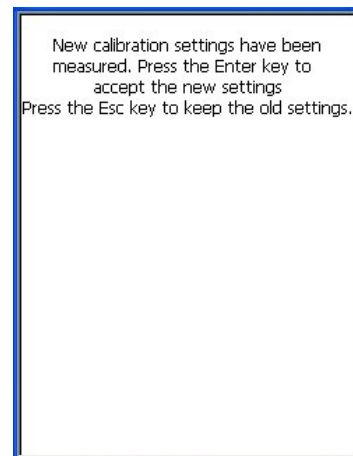 New calibration settings have been
measured. Press the Enter key to
accept the new settings
Press the Esc key to keep the old settings.